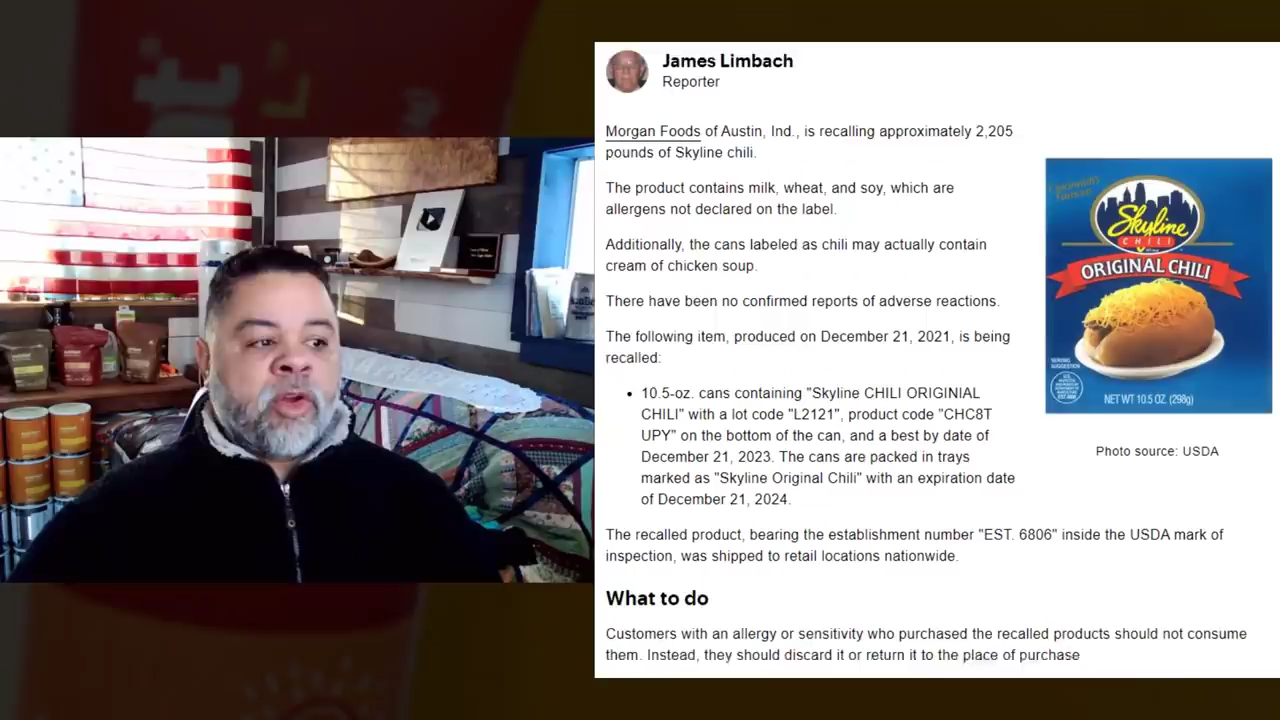 James Limbach
Reporter
Morgan Foods of Austin, Ind., is recalling approximately 2,205
pounds of Skyline chili.
The product contains milk, wheat, and soy, which are
allergens not declared on the label.
Additionally, the cans labeled as chili may actually contain
cream of chicken soup.
There have been no confirmed reports of adverse reactions.
The following item, produced on December 21, 2021, is being
recalled:
• 10.5-oz. cans containing "Skyline CHILI ORIGINIAL
CHILI" with a lot code "L2121", product code "CHC8T
UPY" on the bottom of the can, and a best by date of
December 21, 2023. The cans are packed in trays
marked as "Skyline Original Chili" with an expiration date
of December 21, 2024.
Skyline
CHILI
ORIGINAL CHILI
SERVING
SUGGESTION
NET WT 10.5 OZ. (298g)
Photo source: USDA
The recalled product, bearing the establishment number "EST. 6806" inside the USDA mark of
inspection, was shipped to retail locations nationwide.
What to do
Customers with an allergy or sensitivity who purchased the recalled products should not consume
them. Instead, they should discard it or return it to the place of purchase